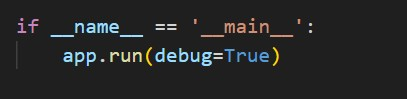 if __name__ == '__main__':
    app.run(debug=True)